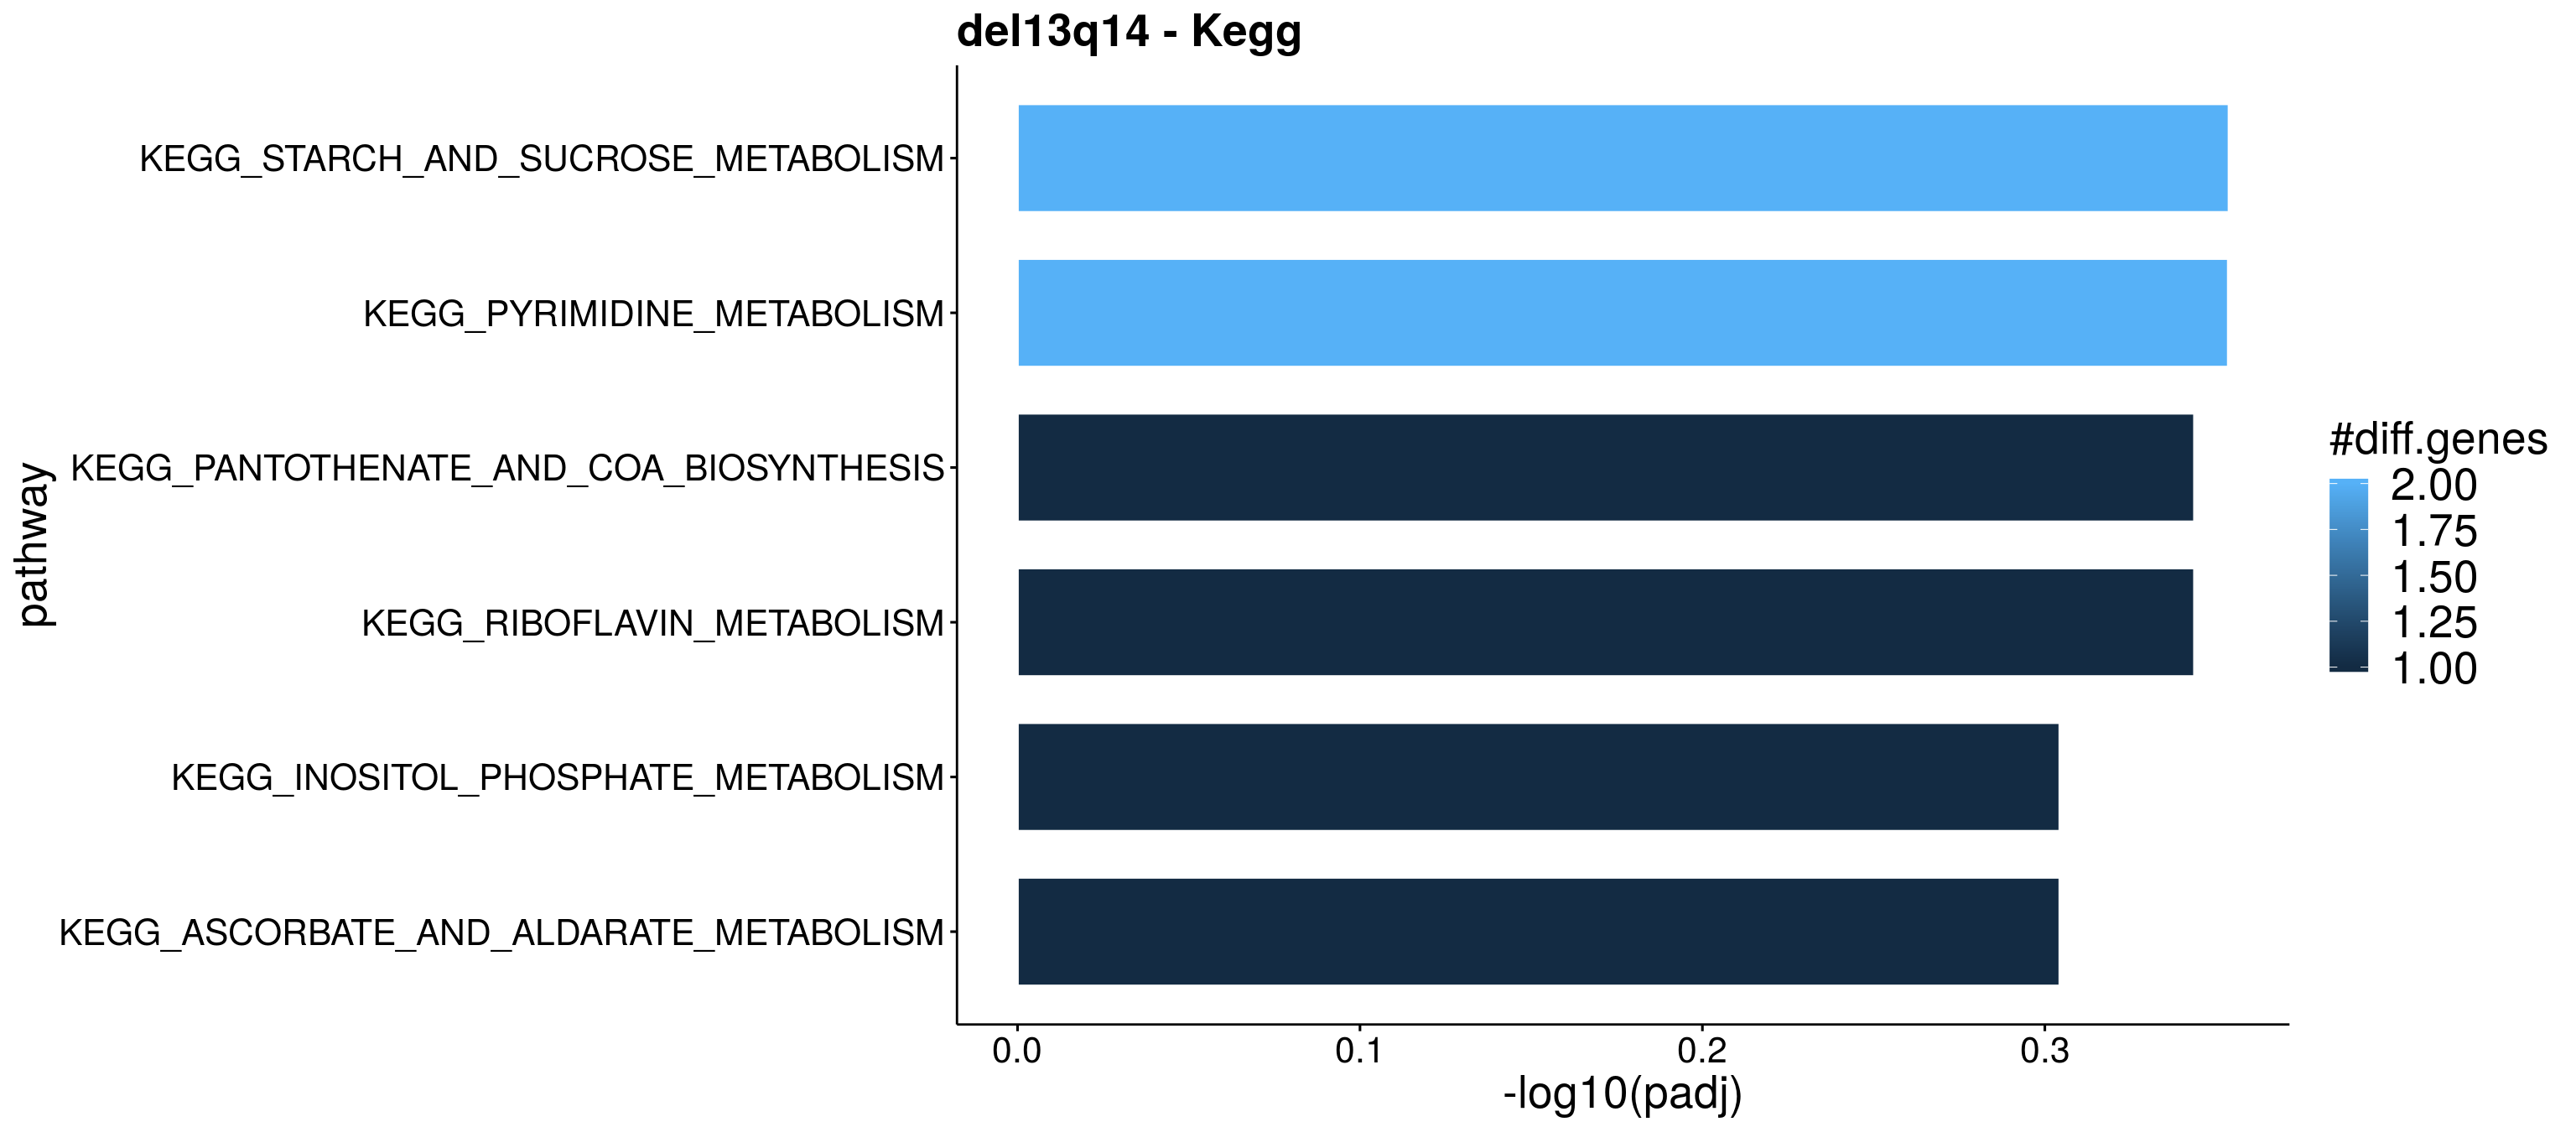 del13q14 - Kegg
pathway
KEGG_STARCH_AND_SUCROSE_METABOLISM
KEGG_PYRIMIDINE_METABOLISM
KEGG_PANTOTHENATE_AND_COA_BIOSYNTHESIS
KEGG_RIBOFLAVIN_METABOLISM
KEGG_INOSITOL_PHOSPHATE_METABOLISM
KEGG_ASCORBATE_AND_ALDARATE_METABOLISM
0.0 0.1 0.2 0.3
-log10(padj)
#diff.genes
2.00
1.75
1.50
1.25
1.00